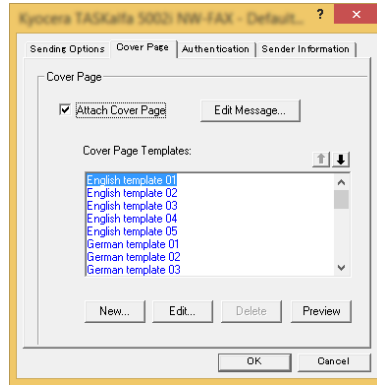 Kyocera TASKalfa 5002i NW-FAX - Default... ?
Sending Options Cover Page Authentication Sender Information
Cover Page
Attach Cover Page Edit Message...
Cover Page Templates:
English template 01
English template 02
English template 03
English template 04
English template 05
German template 01
German template 02
German template 03
New... Edit... Delete Preview
OK Cancel